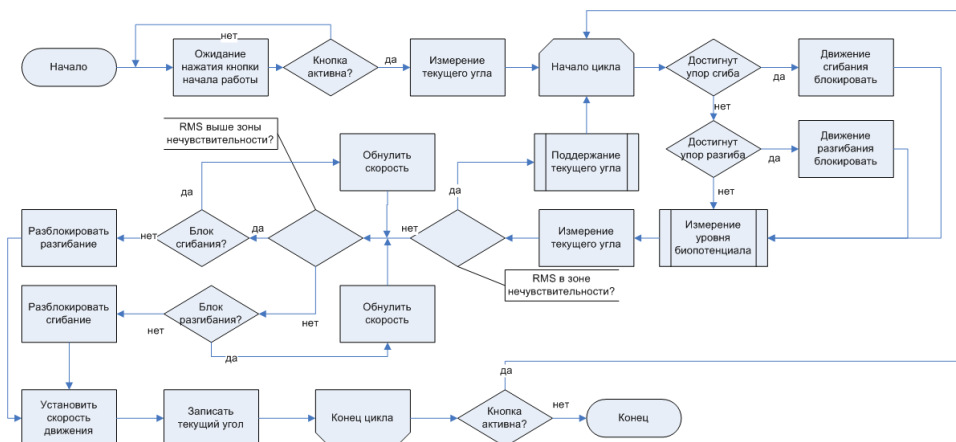 нет
Начало
Ожидание
нажатия кнопки
начала работы
Кнопка
активна?
да
Измерение
текущего угла
Начало цикла
Достигнут
упор сгиба
да
Движение
сгибания
блокировать
нет
RMS выше зоны
нечувствительности?
Обнулить
скорость
да
Поддержание
текущего угла
Достигнут
упор разгиба
да
Движение
разгибания
блокировать
нет
да
Разблокировать
разгибание
нет
Блок
сгибания?
да
нет
Измерение
текущего угла
Измерение
уровня
биопотенциала
RMS в зоне
нечувствительности?
Разблокировать
сгибание
нет
Блок
разгибания?
нет
Обнулить
скорость
да
да
Установить
скорость
движения
Записать
текущий угол
Конец цикла
Кнопка
активна?
нет
Конец